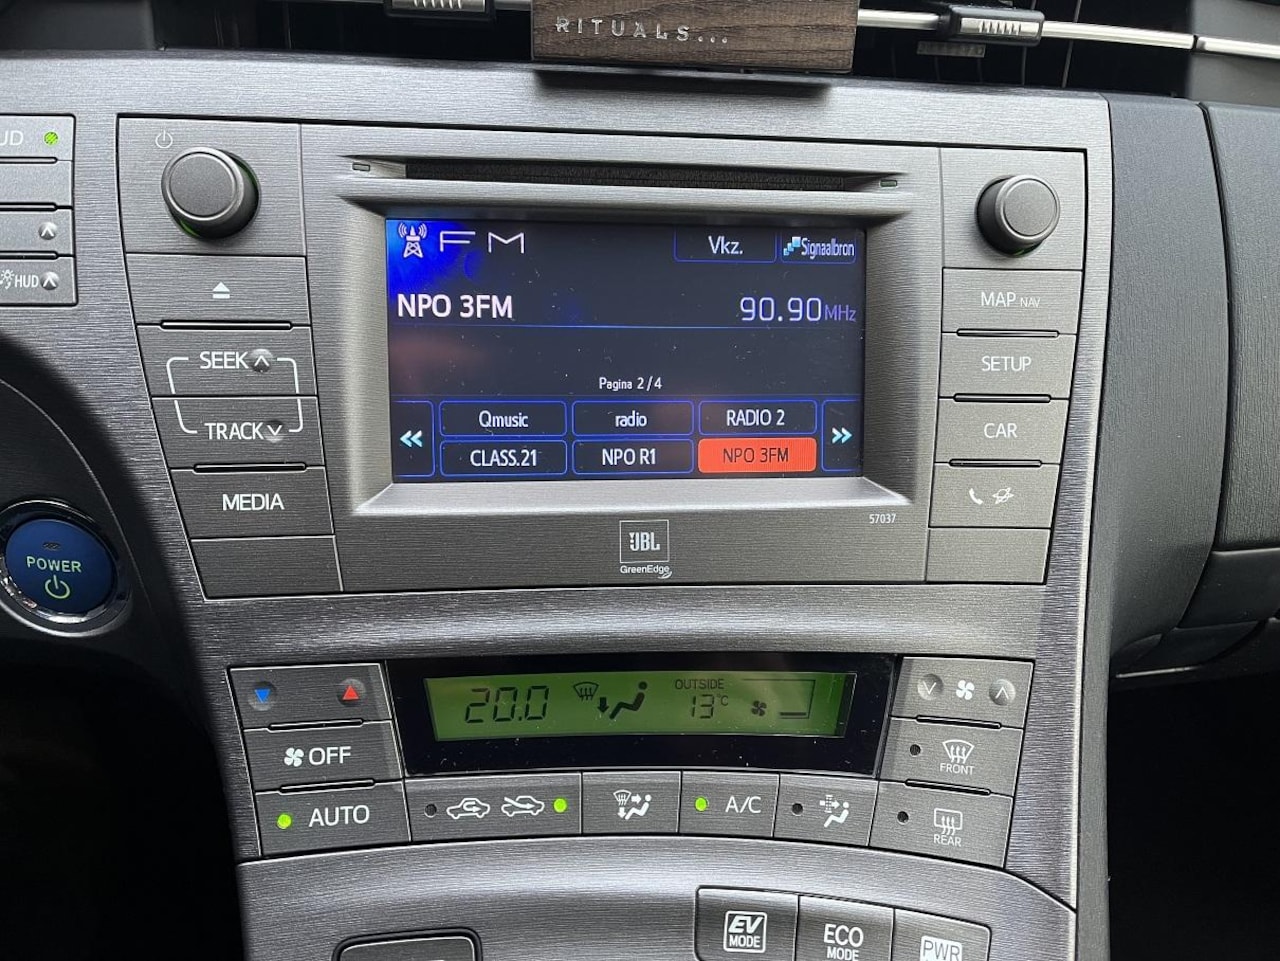 RITUALS...
UD
HUD
FM
Vkz.
Signaalbron
NPO 3FM
90.90 MHz
Pagina 2/4
Qmusic
radio
RADIO 2
CLASS.21
NPO R1
NPO 3FM
SEEK
TRACK
MEDIA
MAP NAV
SETUP
CAR
57037
JBL
GreenEdge
POWER
20.0
OUTSIDE
13°C
OFF
AUTO
A/C
FRONT
REAR
EV
MODE
ECO
MODE
PWR